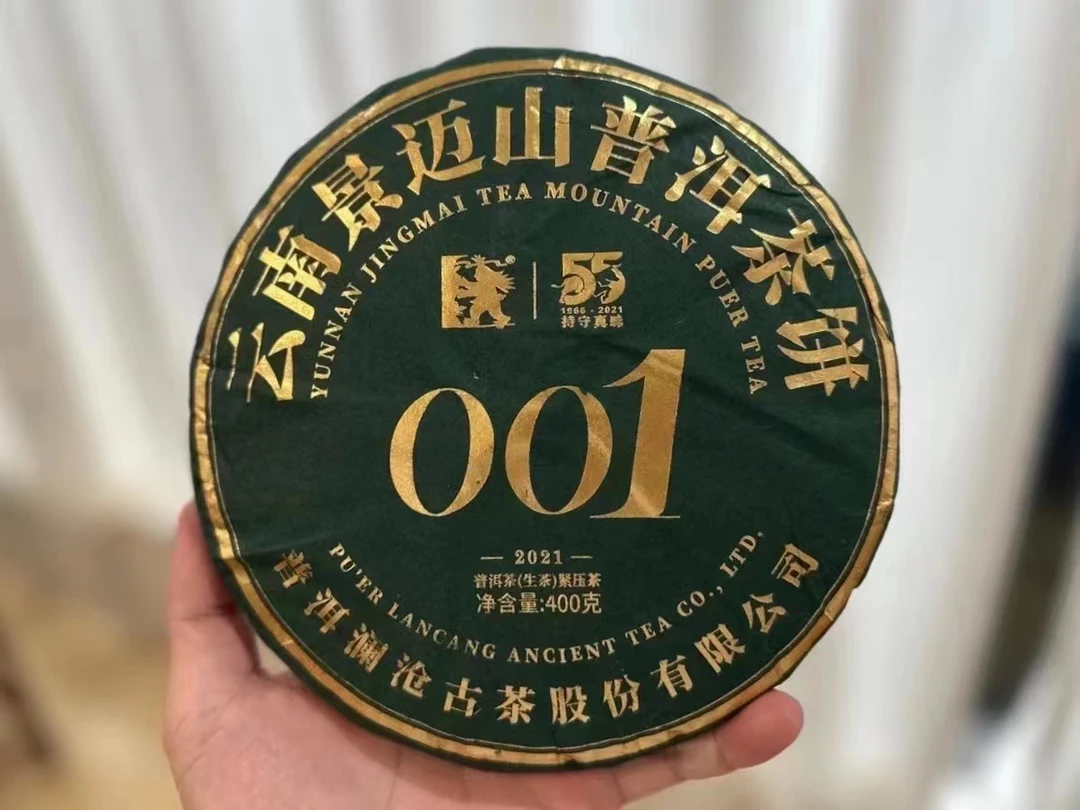 云南景迈山普洱茶饼
YUNNAN JINGMAI TEA MOUNTAIN PUER TEA
55
1966-2021
持守真味
001
2021
普洱茶(生茶)紧压茶
净含量:400克
PU'ER LANCANG ANCIENT TEA CO., LTD.
普洱澜沧古茶股份有限公司